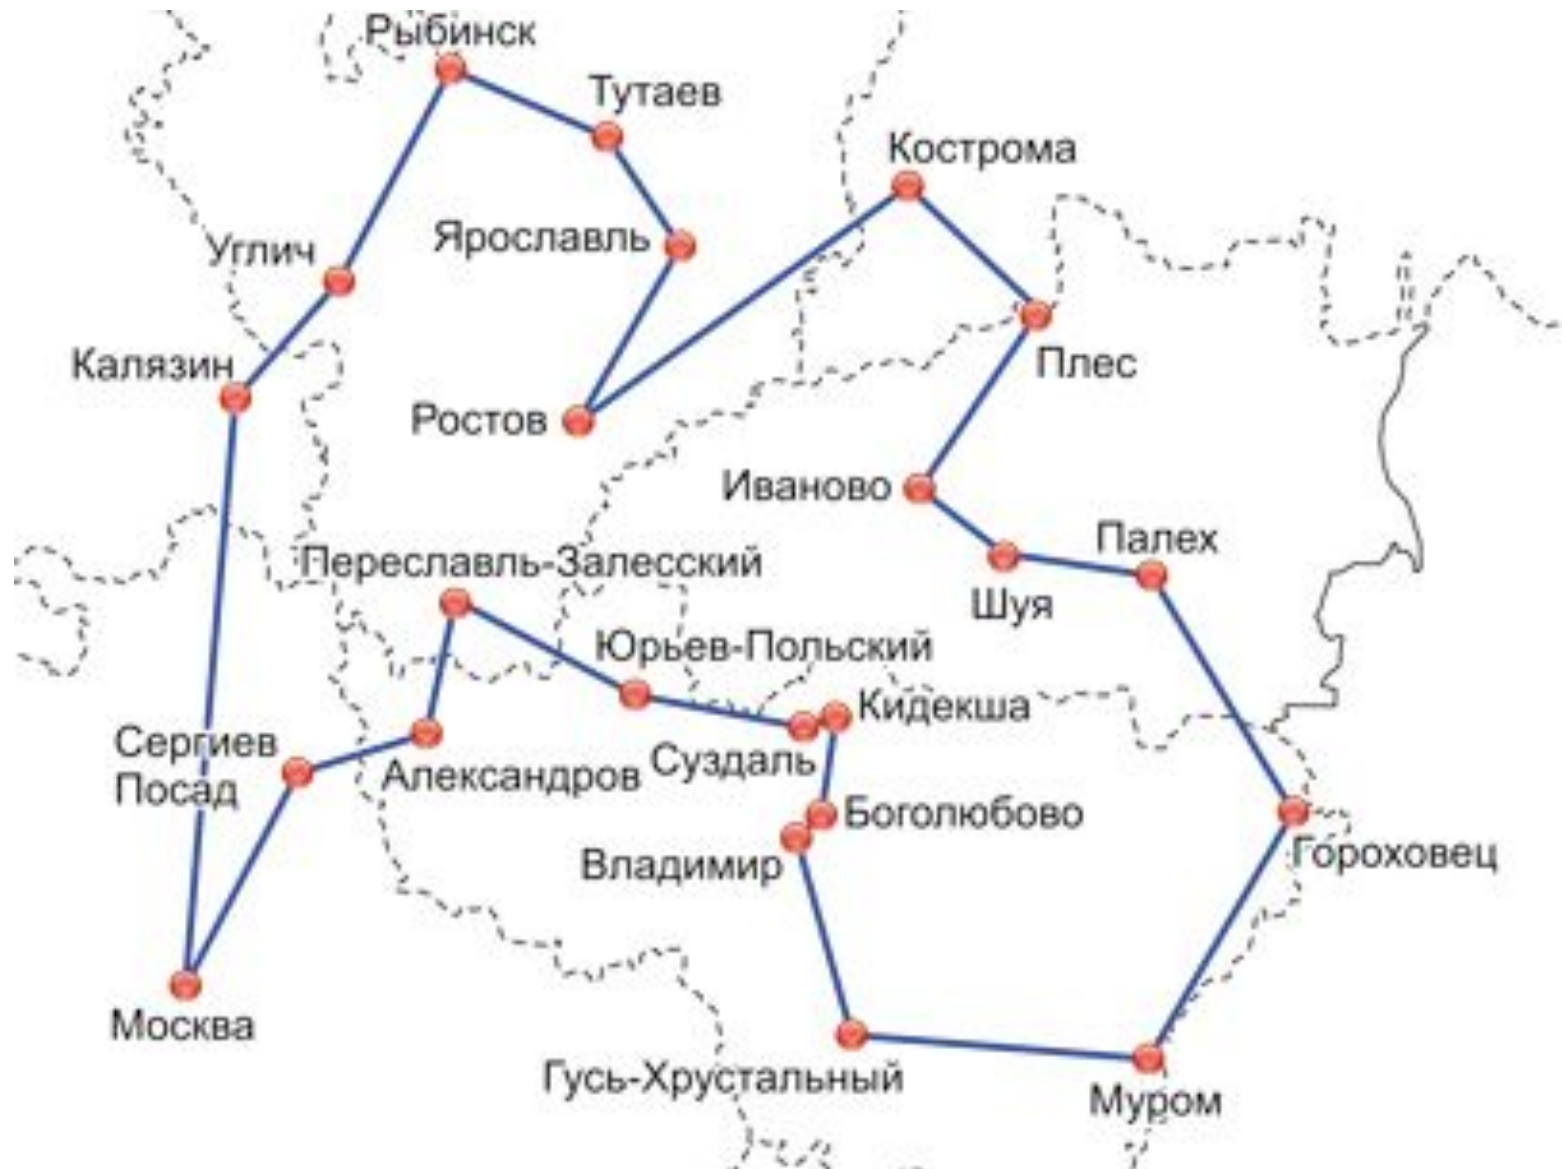 Рыбинск
Тутаев
Кострома
Ярославль
Углич
Калязин
Плес
Ростов
Иваново
Палех
Переславль-Залесский
Шуя
Юрьев-Польский
Кидекша
Сергиев
Посад
Суздаль
Александров
Боголюбово
Владимир
Гороховец
Москва
Гусь-Хрустальный
Муром